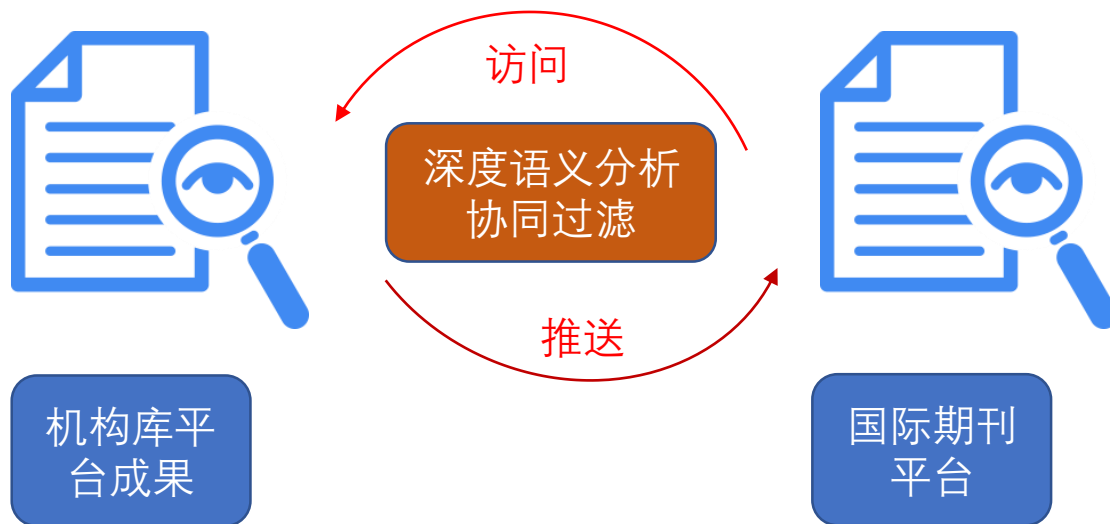 访问
深度语义分析
协同过滤
推送
机构库平
台成果
国际期刊
平台